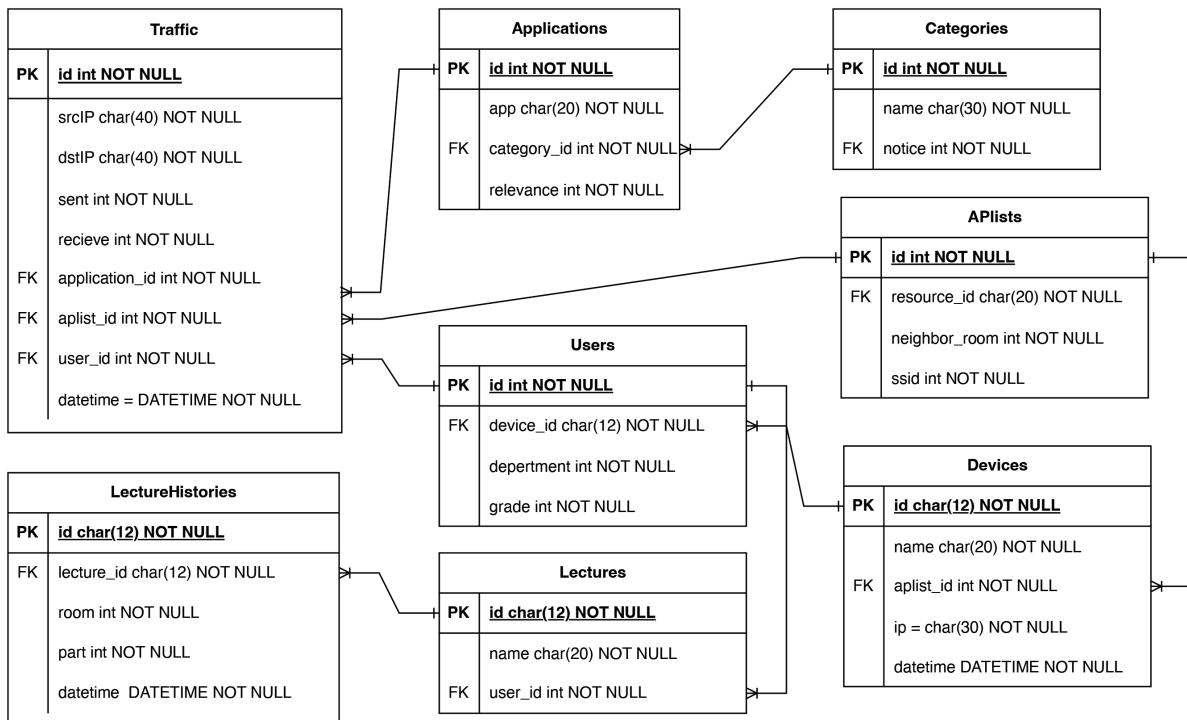 Traffic
PK id int NOT NULL
srcIP char(40) NOT NULL
dstIP char(40) NOT NULL
sent int NOT NULL
recieve int NOT NULL
FK application_id int NOT NULL
FK aplist_id int NOT NULL
FK user_id int NOT NULL
datetime = DATETIME NOT NULL
Applications
PK id int NOT NULL
app char(20) NOT NULL
FK category_id int NOT NULL
relevance int NOT NULL
Categories
PK id int NOT NULL
name char(30) NOT NULL
FK notice int NOT NULL
APlists
PK id int NOT NULL
FK resource_id char(20) NOT NULL
neighbor_room int NOT NULL
ssid int NOT NULL
Users
PK id int NOT NULL
FK device_id char(12) NOT NULL
depertment int NOT NULL
grade int NOT NULL
Devices
PK id char(12) NOT NULL
name char(20) NOT NULL
FK aplist_id int NOT NULL
ip = char(30) NOT NULL
datetime DATETIME NOT NULL
LectureHistories
PK id char(12) NOT NULL
FK lecture_id char(12) NOT NULL
room int NOT NULL
part int NOT NULL
datetime DATETIME NOT NULL
Lectures
PK id char(12) NOT NULL
name char(20) NOT NULL
FK user_id int NOT NULL